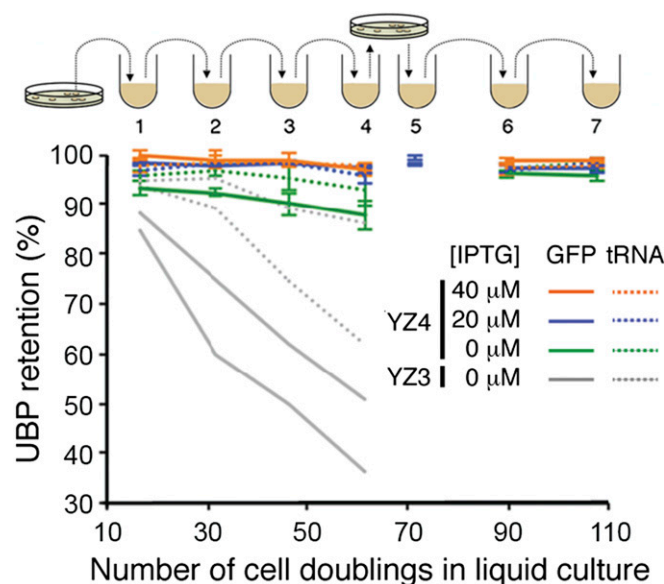 1 2 3 4 5 6 7
100
90
80
70
60
50
40
30
UBP retention (%)
[IPTG] GFP tRNA
40 µM
YZ4 20 µM
0 µM
YZ3 0 µM
10 30 50 70 90 110
Number of cell doublings in liquid culture